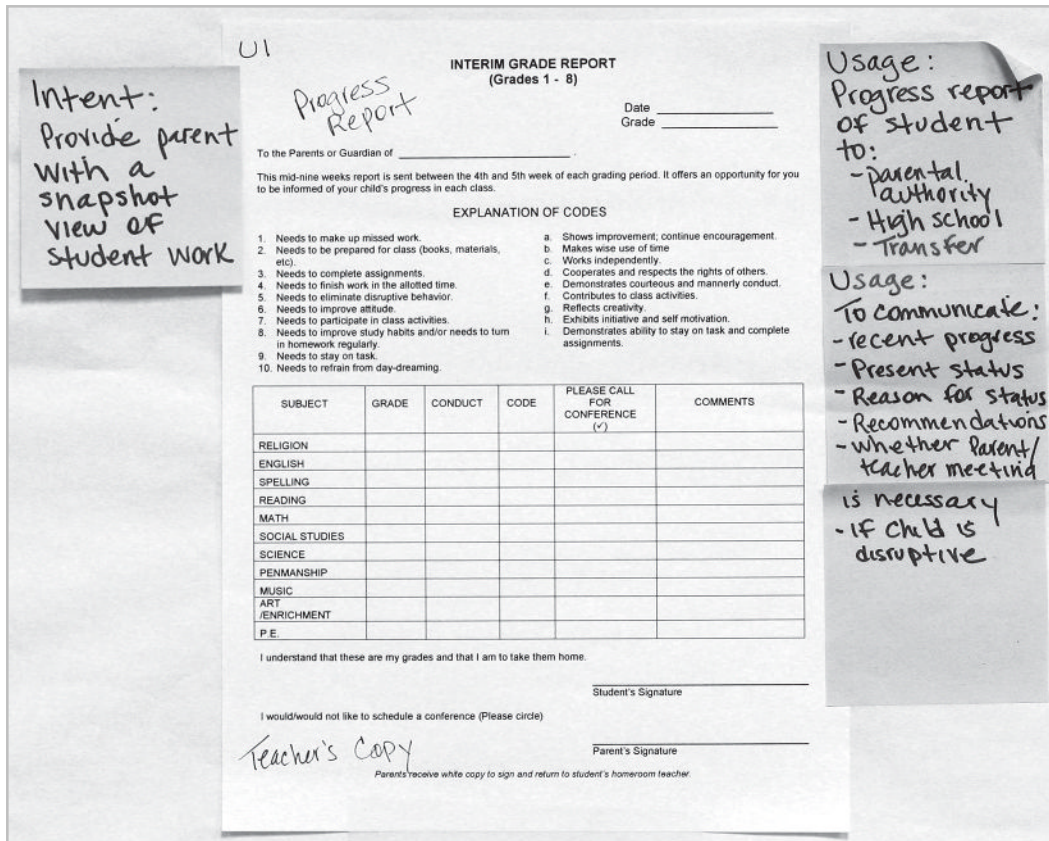 Intent:
Provide parent
with a
snapshot
view of
student work
U1
Progress
Report
INTERIM GRADE REPORT
(Grades 1 - 8)
Date
Grade
To the Parents or Guardian of .
This mid-nine weeks report is sent between the 4th and 5th week of each grading period. It offers an opportunity for you
to be informed of your child's progress in each class.
EXPLANATION OF CODES
1. Needs to make up missed work.
2. Needs to be prepared for class (books, materials,
etc).
3. Needs to complete assignments.
4. Needs to finish work in the allotted time.
5. Needs to eliminate disruptive behavior.
6. Needs to improve attitude.
7. Needs to participate in class activities.
8. Needs to improve study habits and/or needs to turn
in homework regularly.
9. Needs to stay on task.
10. Needs to refrain from day-dreaming.
a. Shows improvement; continue encouragement.
b. Makes wise use of time
c. Works independently.
d. Cooperates and respects the rights of others.
e. Demonstrates courteous and mannerly conduct.
f. Contributes to class activities.
g. Reflects creativity.
h. Exhibits initiative and self motivation.
i. Demonstrates ability to stay on task and complete
assignments.
SUBJECT GRADE CONDUCT CODE PLEASE CALL FOR CONFERENCE (✓) COMMENTS
RELIGION
ENGLISH
SPELLING
READING
MATH
SOCIAL STUDIES
SCIENCE
PENMANSHIP
MUSIC
ART
/ENRICHMENT
P.E.
I understand that these are my grades and that I am to take them home.
Student's Signature
I would/would not like to schedule a conference (Please circle)
Teacher's Copy
Parent's Signature
Parents receive white copy to sign and return to student's homeroom teacher.
Usage:
Progress report
of student
to:
- parental
authority
- High school
- Transfer
Usage:
To communicate:
- recent progress
- Present status
- Reason for status
- Recommendations
- whether Parent/
teacher meeting
is necessary
- if child is
disruptive